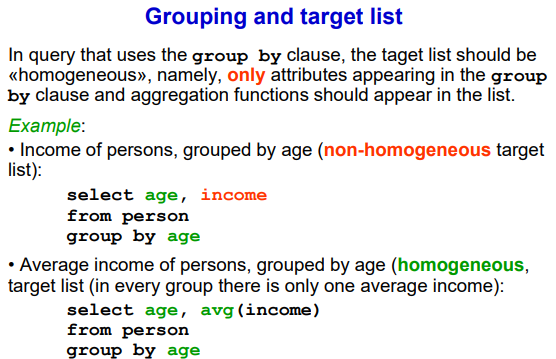 Grouping and target list
In query that uses the group by clause, the taget list should be
«homogeneous», namely, only attributes appearing in the group
by clause and aggregation functions should appear in the list.
Example:
• Income of persons, grouped by age (non-homogeneous target
list):
select age, income
from person
group by age
• Average income of persons, grouped by age (homogeneous,
target list (in every group there is only one average income):
select age, avg(income)
from person
group by age